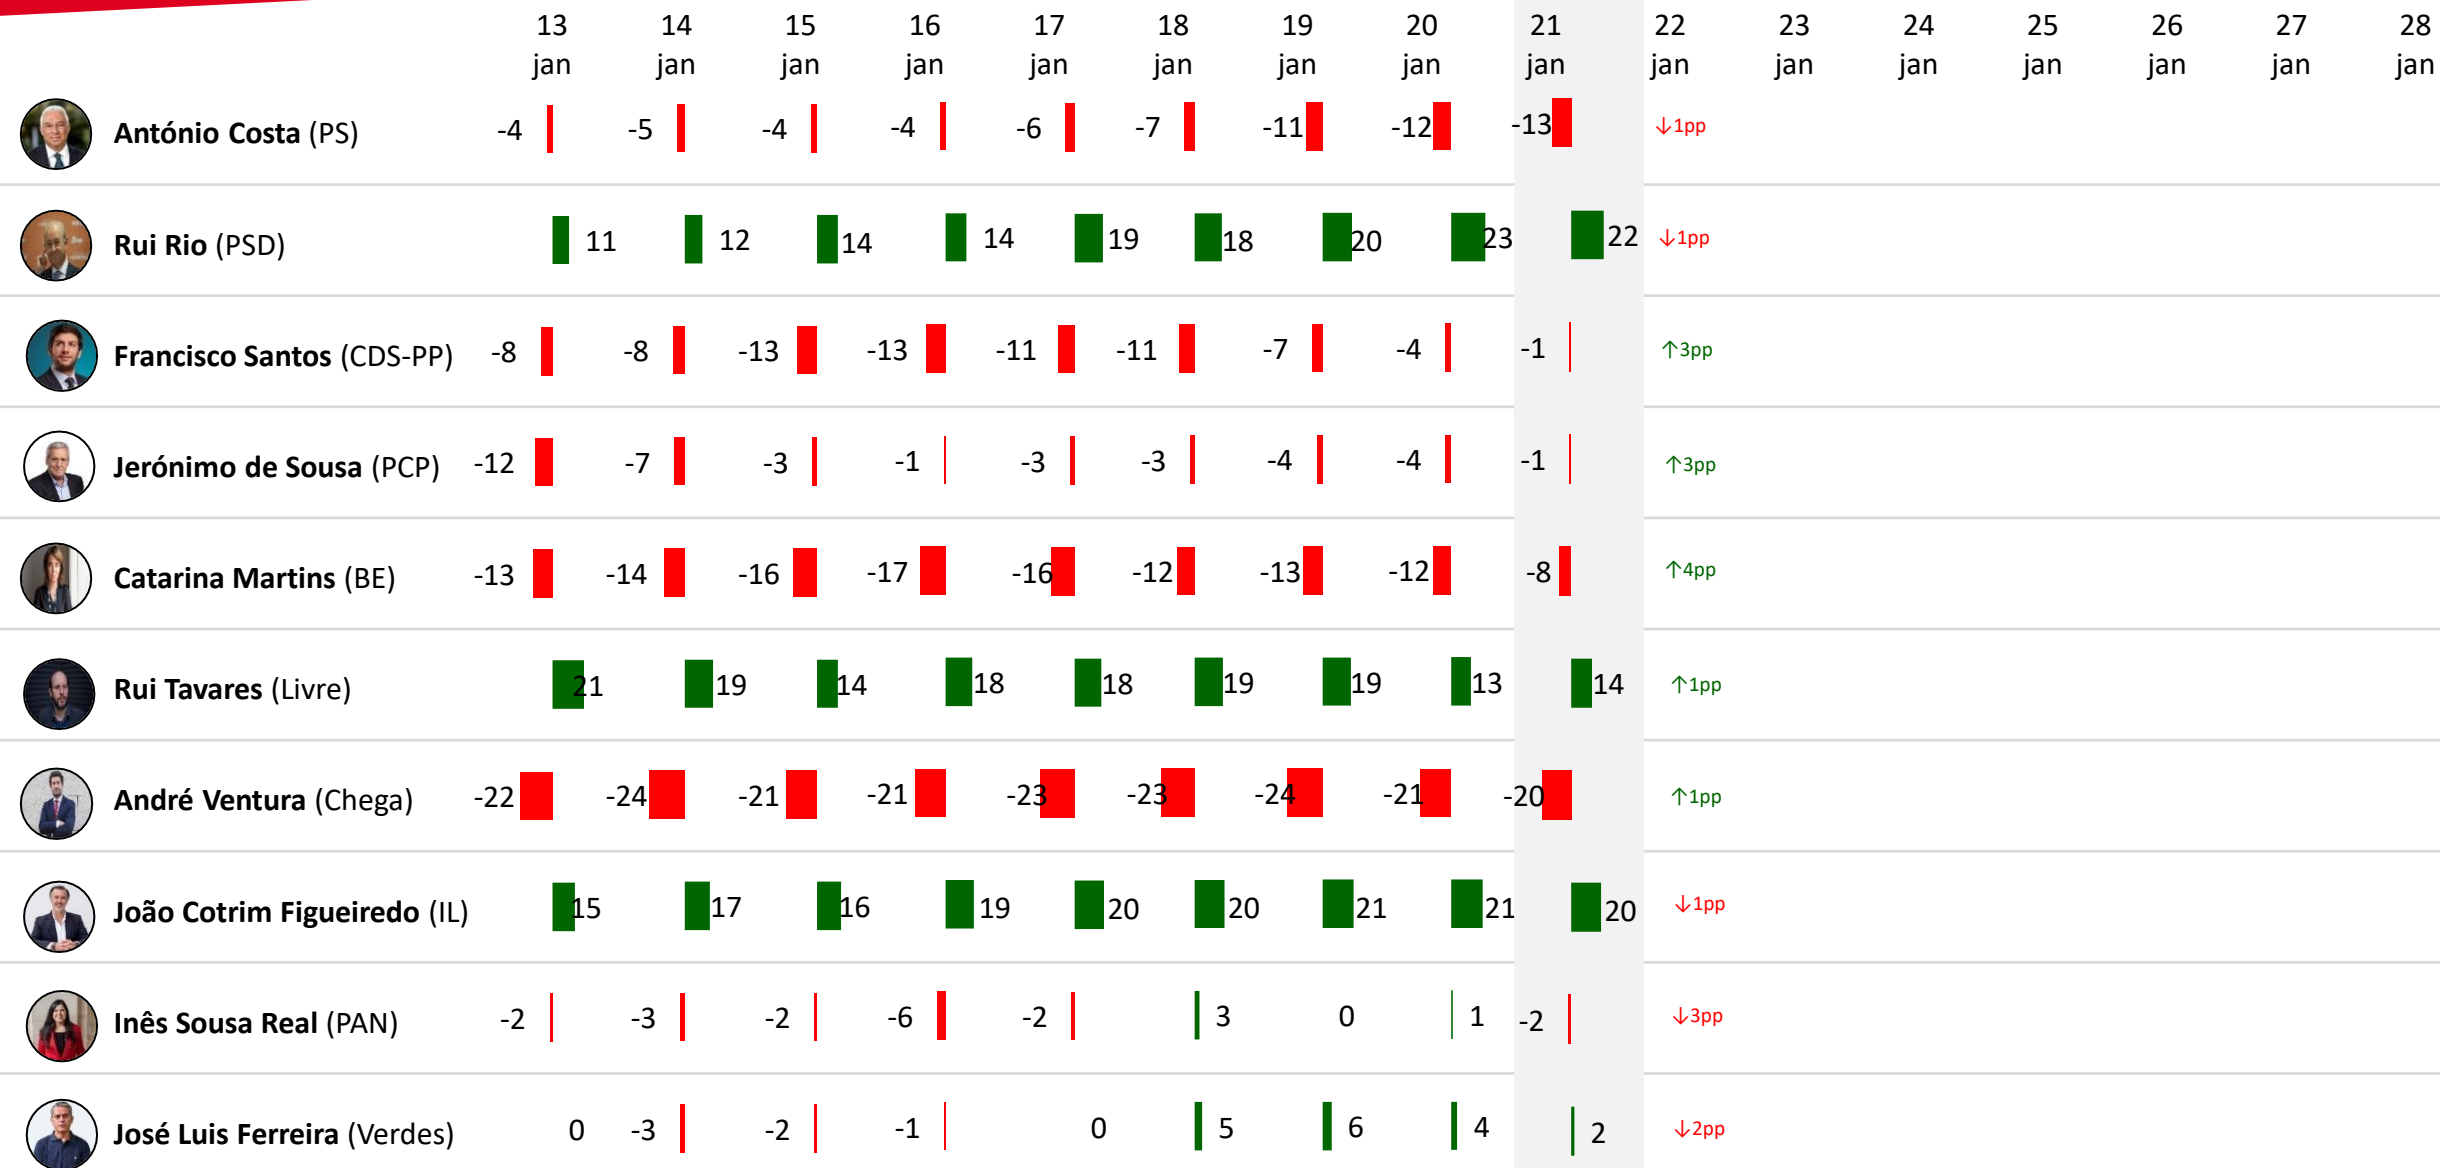 13 14 15 16 17 18 19 20 21 22 23 24 25 26 27 28
jan jan jan jan jan jan jan jan jan jan jan jan jan jan jan jan
António Costa (PS) -4 -5 -4 -4 -6 -7 -11 -12 -13 ↓1pp
Rui Rio (PSD) 11 12 14 14 19 18 20 23 22 ↓1pp
Francisco Santos (CDS-PP) -8 -8 -13 -13 -11 -11 -7 -4 -1 ↑3pp
Jerónimo de Sousa (PCP) -12 -7 -3 -1 -3 -3 -4 -4 -1 ↑3pp
Catarina Martins (BE) -13 -14 -16 -17 -16 -12 -13 -12 -8 ↑4pp
Rui Tavares (Livre) 21 19 14 18 18 19 19 13 14 ↑1pp
André Ventura (Chega) -22 -24 -21 -21 -23 -23 -24 -21 -20 ↑1pp
João Cotrim Figueiredo (IL) 15 17 16 19 20 20 21 21 20 ↓1pp
Inês Sousa Real (PAN) -2 -3 -2 -6 -2 3 0 1 -2 ↓3pp
José Luis Ferreira (Verdes) 0 -3 -2 -1 0 5 6 4 2 ↓2pp